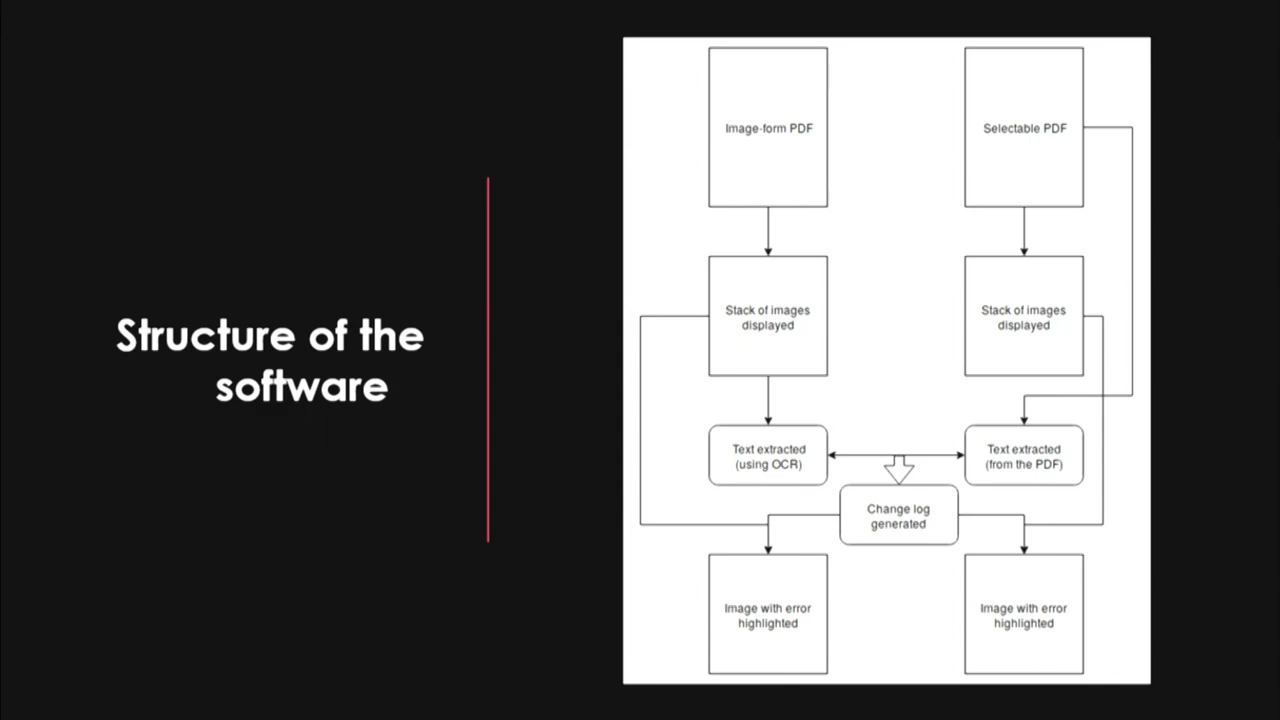 Structure of the
software
Image-form PDF
Selectable PDF
Stack of images
displayed
Stack of images
displayed
Text extracted
(using OCR)
Text extracted
(from the PDF)
Change log
generated
Image with error
highlighted
Image with error
highlighted